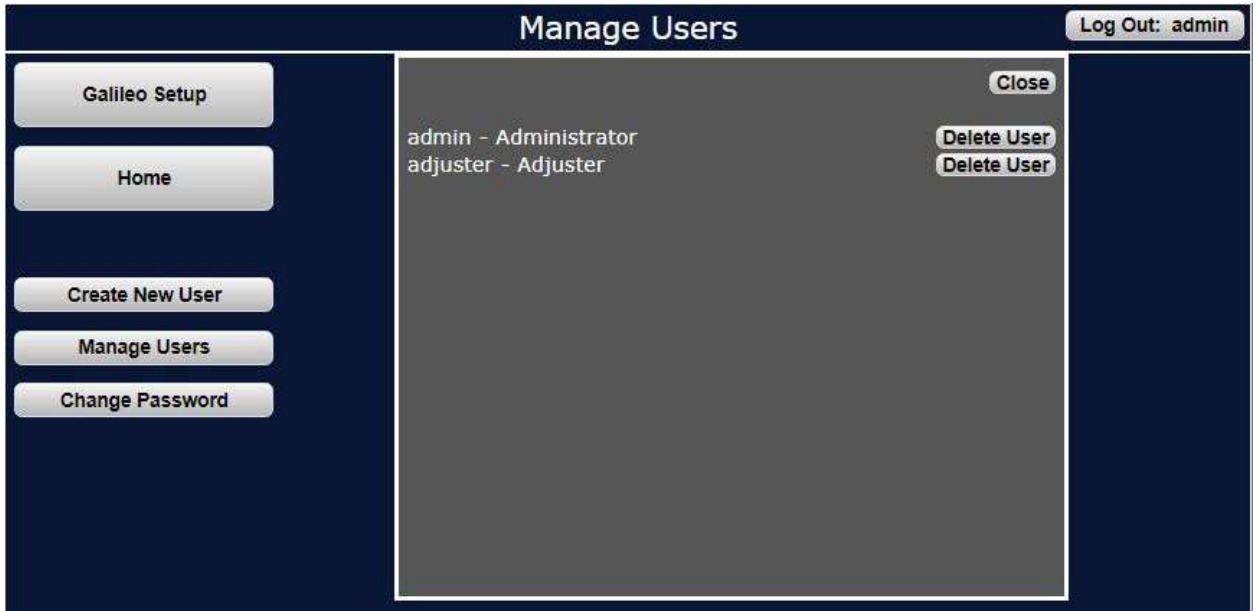 Manage Users
Log Out: admin
Galileo Setup
Home
Create New User
Manage Users
Change Password
Close
admin - Administrator Delete User
adjuster - Adjuster Delete User